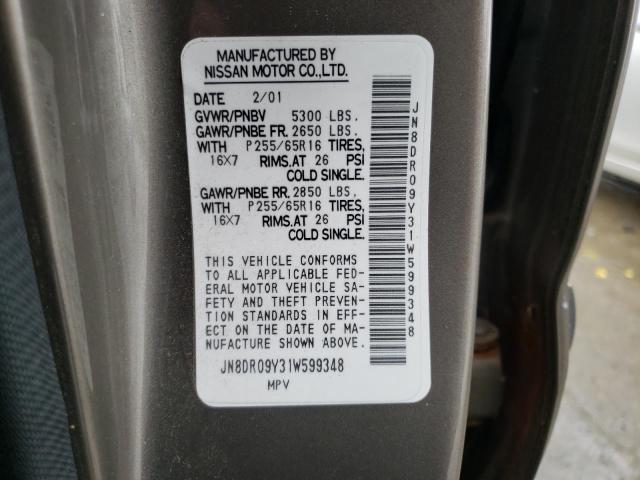 MANUFACTURED BY
NISSAN MOTOR CO.,LTD.
DATE 2/01
GVWR/PNBV 5300 LBS.
GAWR/PNBE FR. 2650 LBS.
WITH P255/65R16 TIRES,
16X7 RIMS.AT 26 PSI
COLD SINGLE.
GAWR/PNBE RR. 2850 LBS.
WITH P255/65R16 TIRES,
16X7 RIMS.AT 26 PSI
COLD SINGLE.
THIS VEHICLE CONFORMS
TO ALL APPLICABLE FED-
ERAL MOTOR VEHICLE SA-
FETY AND THEFT PREVEN-
TION STANDARDS IN EFF-
ECT ON THE DATE OF MA-
NUFACTURE SHOWN ABOVE.
JN8DR09Y31W599348
MPV
JN8DR09Y31W599348